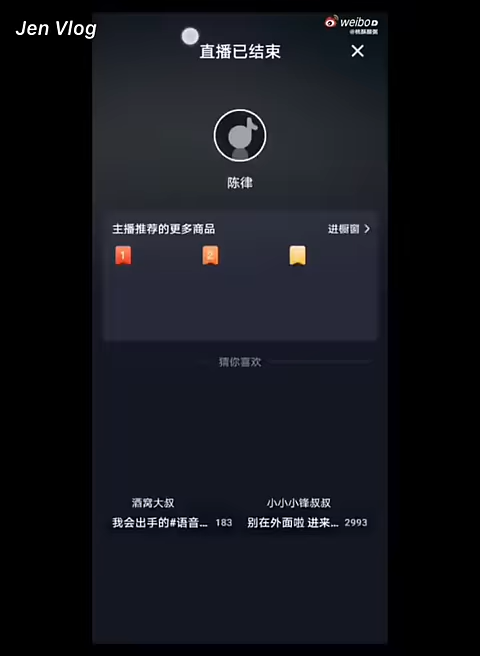 Jen Vlog
weibo
直播已结束
陈律
主播推荐的更多商品
进橱窗
1
2
猜你喜欢
酒窝大叔
小小小锋叔叔
我会出手的#语音... 183
别在外面啦 进来... 2993